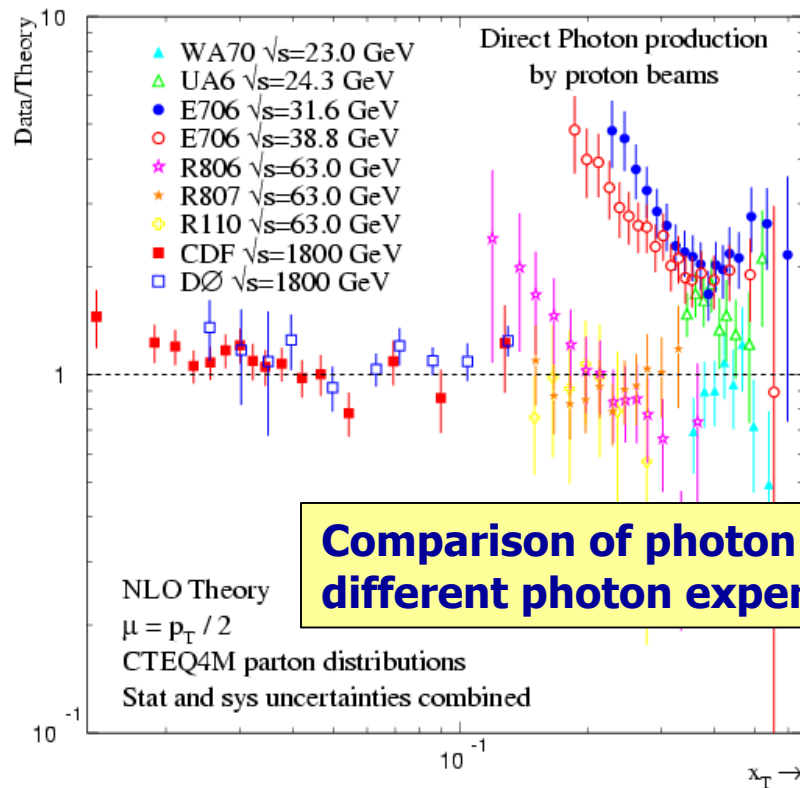 10
Data/Theory
Direct Photon production
by proton beams
WA70 √s=23.0 GeV
UA6 √s=24.3 GeV
E706 √s=31.6 GeV
E706 √s=38.8 GeV
R806 √s=63.0 GeV
R807 √s=63.0 GeV
R110 √s=63.0 GeV
CDF √s=1800 GeV
DØ √s=1800 GeV
1
Comparison of photon
different photon exper
NLO Theory
μ = p_T / 2
CTEQ4M parton distributions
Stat and sys uncertainties combined
10⁻¹
10⁻¹
x_T →